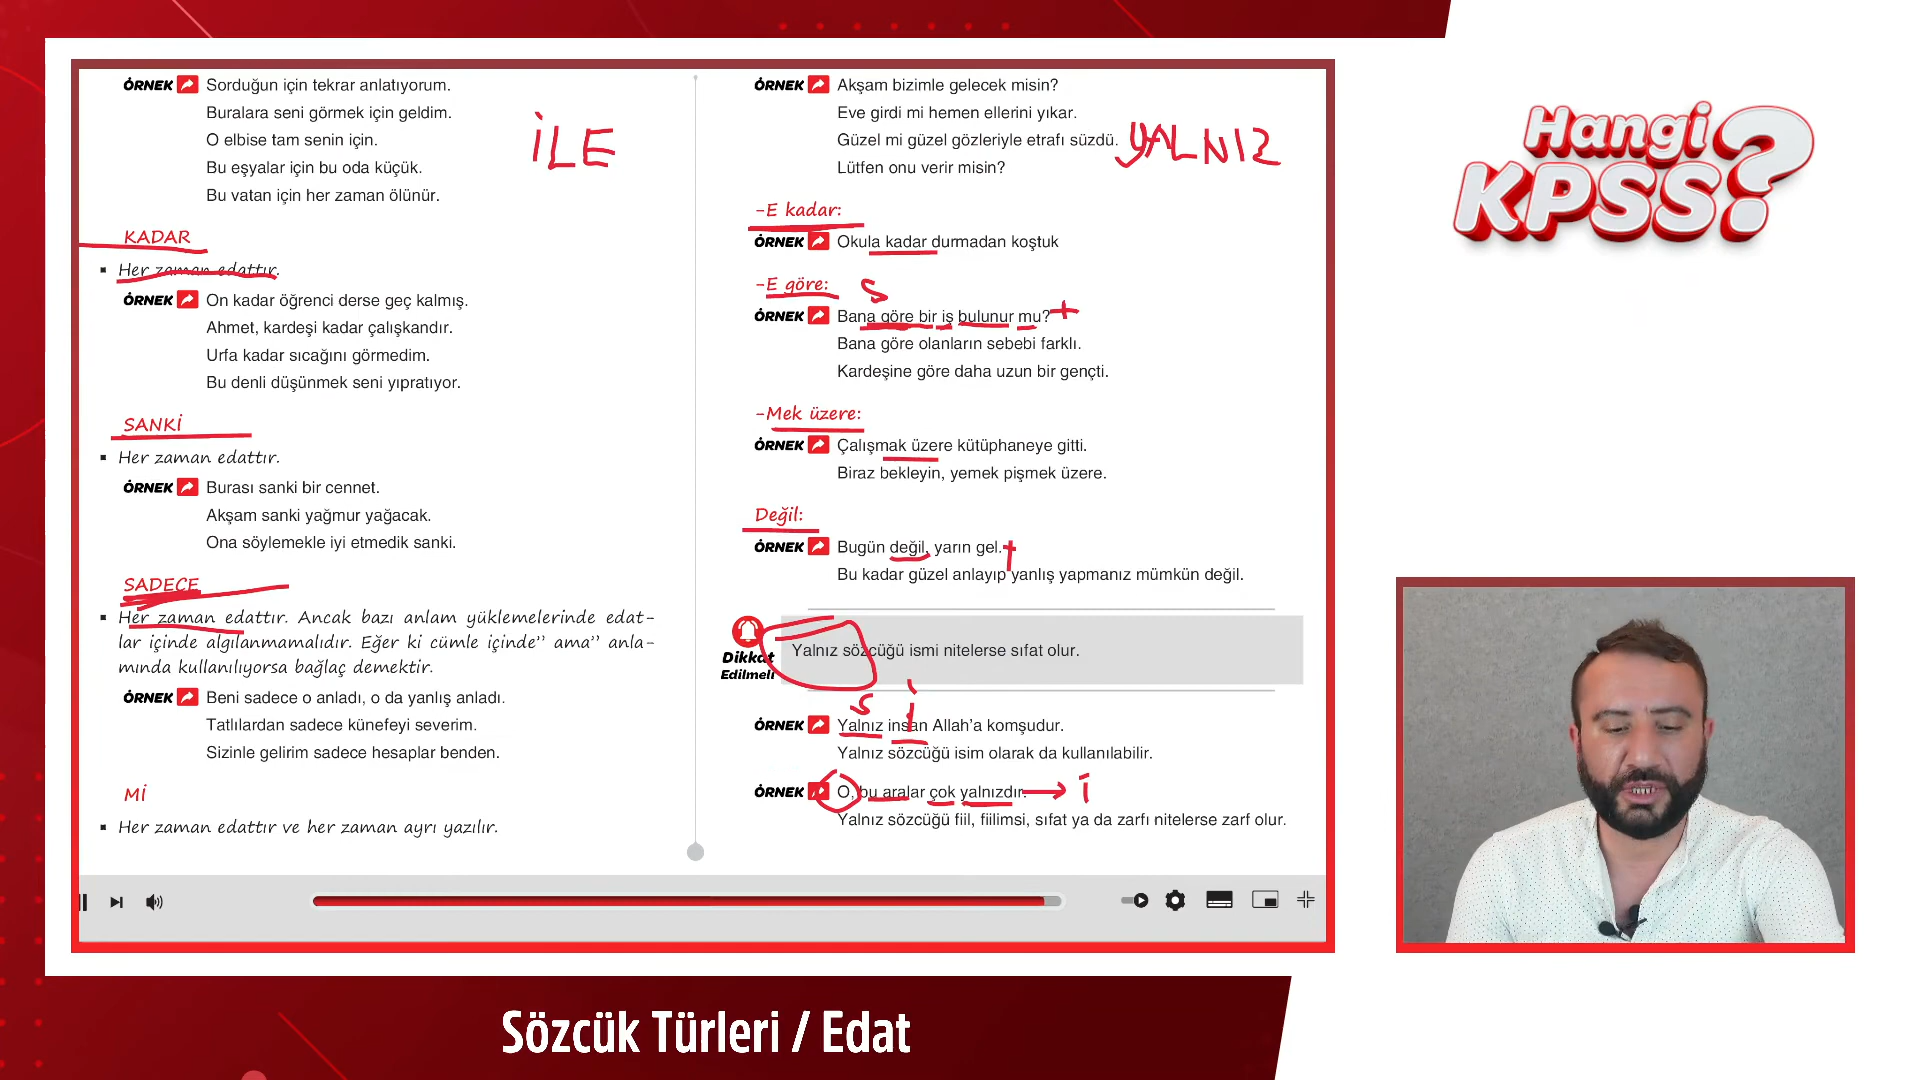 ÖRNEK Sorduğun için tekrar anlatıyorum.
Buralara seni görmek için geldim.
O elbise tam senin için.
Bu eşyalar için bu oda küçük.
Bu vatan için her zaman ölünür.
İLE
KADAR
▪ Her zaman edattır.
ÖRNEK On kadar öğrenci derse geç kalmış.
Ahmet, kardeşi kadar çalışkandır.
Urfa kadar sıcağını görmedim.
Bu denli düşünmek seni yıpratıyor.
SANKİ
▪ Her zaman edattır.
ÖRNEK Burası sanki bir cennet.
Akşam sanki yağmur yağacak.
Ona söylemekle iyi etmedik sanki.
SADECE
▪ Her zaman edattır. Ancak bazı anlam yüklemelerinde edat-
lar içinde algılanmamalıdır. Eğer ki cümle içinde” ama” anla-
mında kullanılıyorsa bağlaç demektir.
ÖRNEK Beni sadece o anladı, o da yanlış anladı.
Tatlılardan sadece künefeyi severim.
Sizinle gelirim sadece hesaplar benden.
Mİ
▪ Her zaman edattır ve her zaman ayrı yazılır.
ÖRNEK Akşam bizimle gelecek misin?
Eve girdi mi hemen ellerini yıkar.
Güzel mi güzel gözleriyle etrafı süzdü.
Lütfen onu verir misin?
YALNIZ
-E kadar:
ÖRNEK Okula kadar durmadan koştuk
-E göre:
S
ÖRNEK Bana göre bir iş bulunur mu? +
Bana göre olanların sebebi farklı.
Kardeşine göre daha uzun bir gençti.
-Mek üzere:
ÖRNEK Çalışmak üzere kütüphaneye gitti.
Biraz bekleyin, yemek pişmek üzere.
Değil:
ÖRNEK Bugün değil, yarın gel. +
Bu kadar güzel anlayıp yanlış yapmanız mümkün değil.
Dikkat
Edilmeli
Yalnız sözcüğü ismi nitelerse sıfat olur.
S i
ÖRNEK Yalnız insan Allah’a komşudur.
Yalnız sözcüğü isim olarak da kullanılabilir.
ÖRNEK O, bu aralar çok yalnızdır. → i
Yalnız sözcüğü fiil, fiilimsi, sıfat ya da zarfı nitelerse zarf olur.
Hangi
KPSS?
Sözcük Türleri / Edat